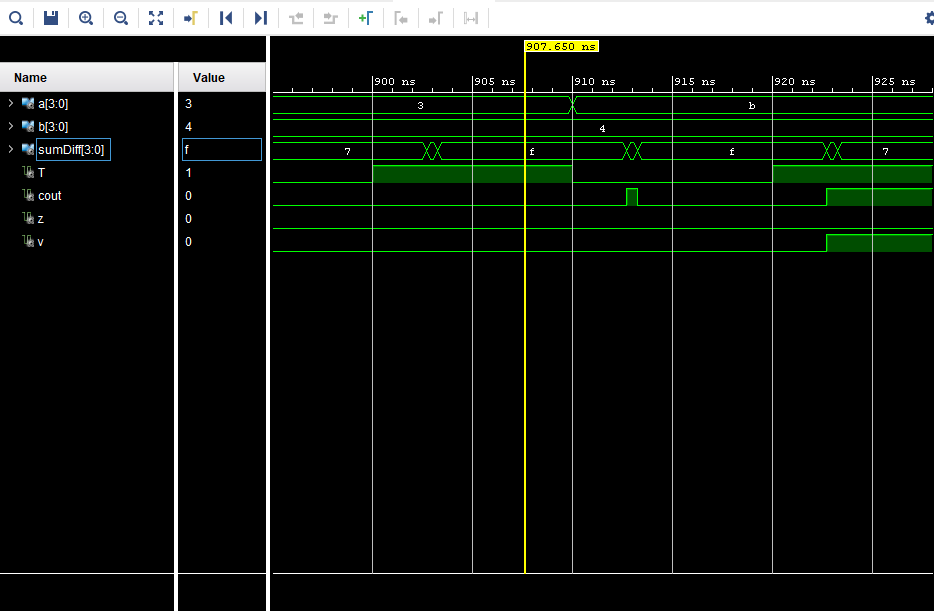 907.650 ns
Name Value 900 ns 905 ns 910 ns 915 ns 920 ns 925 ns
a[3:0] 3 3 b
b[3:0] 4 4
sumDiff[3:0] f 7 f f 7
T 1
cout 0
z 0
v 0